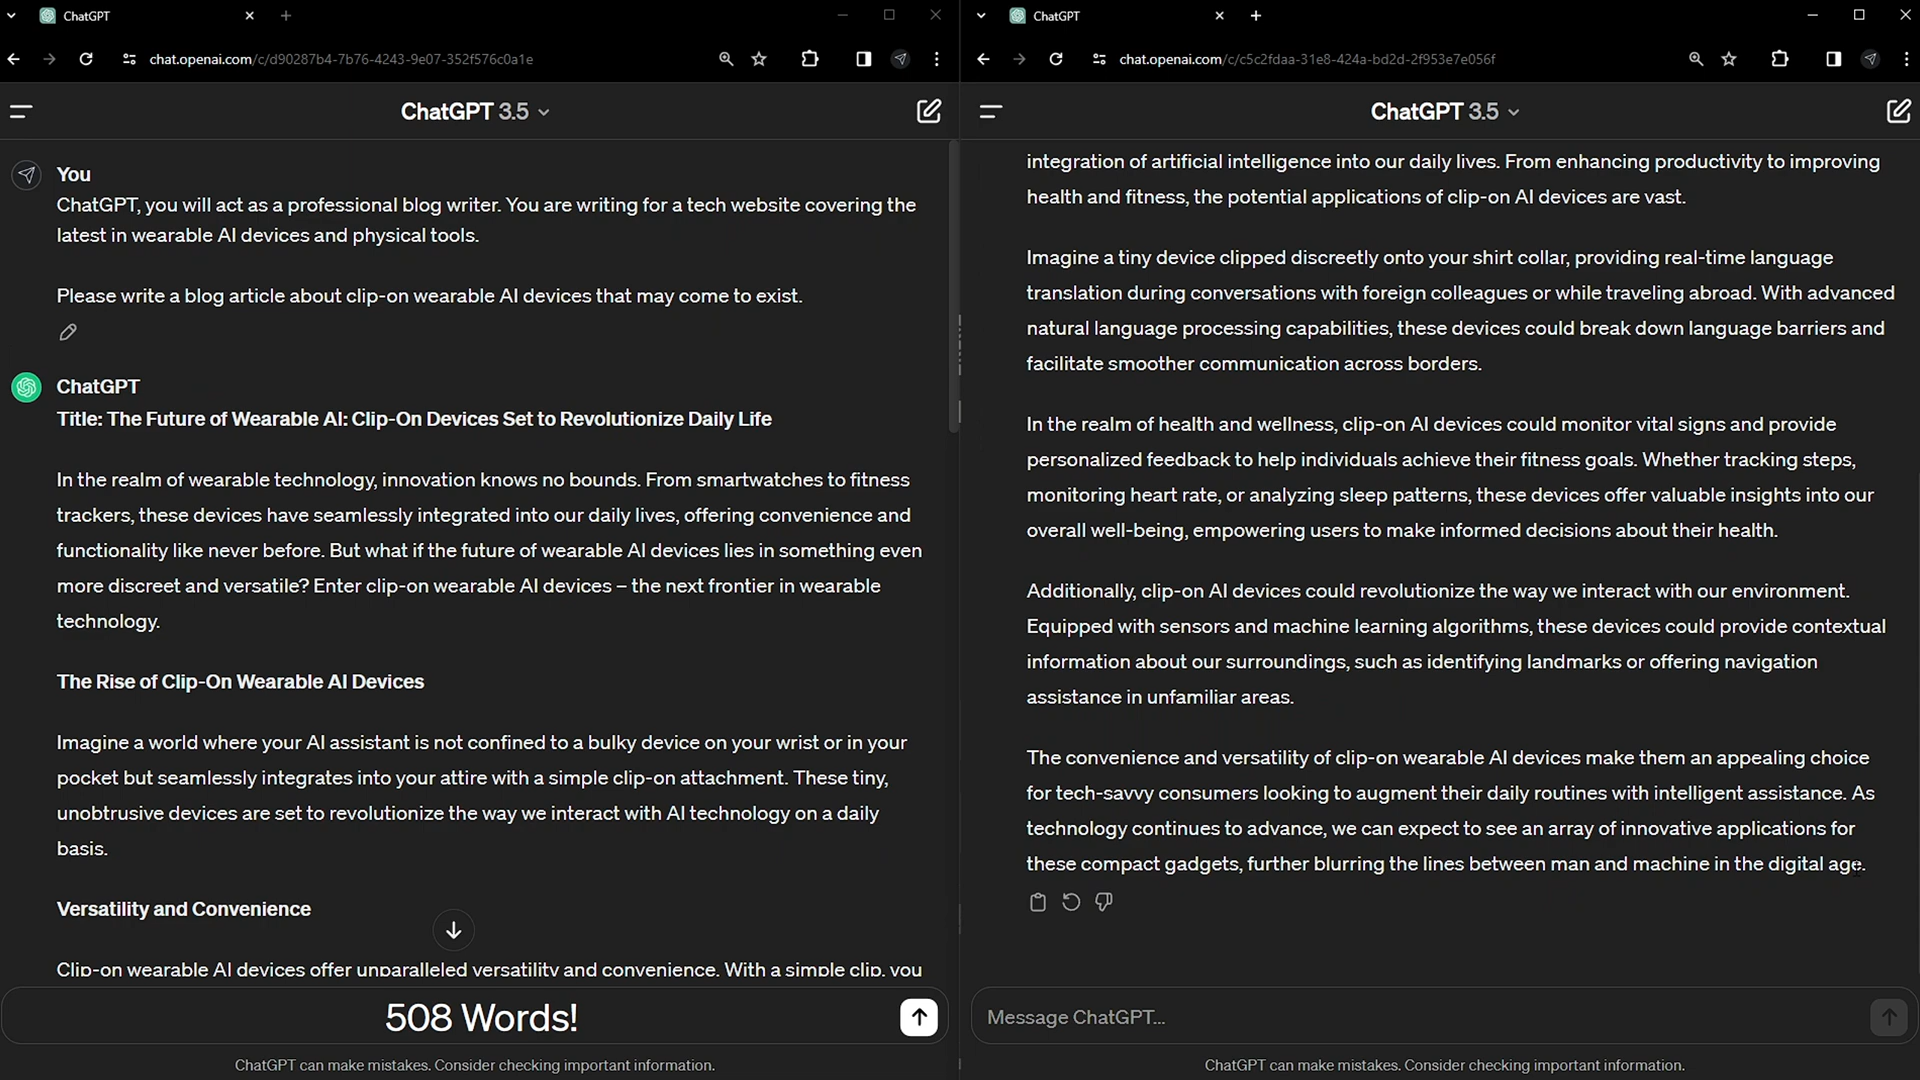 ChatGPT
chat.openai.com/c/d90287b4-7b76-4243-9e07-352f576c0a1e
ChatGPT 3.5
You
ChatGPT, you will act as a professional blog writer. You are writing for a tech website covering the
latest in wearable AI devices and physical tools.
Please write a blog article about clip-on wearable AI devices that may come to exist.
ChatGPT
Title: The Future of Wearable AI: Clip-On Devices Set to Revolutionize Daily Life
In the realm of wearable technology, innovation knows no bounds. From smartwatches to fitness
trackers, these devices have seamlessly integrated into our daily lives, offering convenience and
functionality like never before. But what if the future of wearable AI devices lies in something even
more discreet and versatile? Enter clip-on wearable AI devices – the next frontier in wearable
technology.
The Rise of Clip-On Wearable AI Devices
Imagine a world where your AI assistant is not confined to a bulky device on your wrist or in your
pocket but seamlessly integrates into your attire with a simple clip-on attachment. These tiny,
unobtrusive devices are set to revolutionize the way we interact with AI technology on a daily
basis.
Versatility and Convenience
Clip-on wearable AI devices offer unparalleled versatility and convenience. With a simple clip, you
508 Words!
ChatGPT can make mistakes. Consider checking important information.
ChatGPT
chat.openai.com/c/c5c2fdaa-31e8-424a-bd2d-2f953e7e056f
ChatGPT 3.5
integration of artificial intelligence into our daily lives. From enhancing productivity to improving
health and fitness, the potential applications of clip-on AI devices are vast.
Imagine a tiny device clipped discreetly onto your shirt collar, providing real-time language
translation during conversations with foreign colleagues or while traveling abroad. With advanced
natural language processing capabilities, these devices could break down language barriers and
facilitate smoother communication across borders.
In the realm of health and wellness, clip-on AI devices could monitor vital signs and provide
personalized feedback to help individuals achieve their fitness goals. Whether tracking steps,
monitoring heart rate, or analyzing sleep patterns, these devices offer valuable insights into our
overall well-being, empowering users to make informed decisions about their health.
Additionally, clip-on AI devices could revolutionize the way we interact with our environment.
Equipped with sensors and machine learning algorithms, these devices could provide contextual
information about our surroundings, such as identifying landmarks or offering navigation
assistance in unfamiliar areas.
The convenience and versatility of clip-on wearable AI devices make them an appealing choice
for tech-savvy consumers looking to augment their daily routines with intelligent assistance. As
technology continues to advance, we can expect to see an array of innovative applications for
these compact gadgets, further blurring the lines between man and machine in the digital age.
Message ChatGPT...
ChatGPT can make mistakes. Consider checking important information.